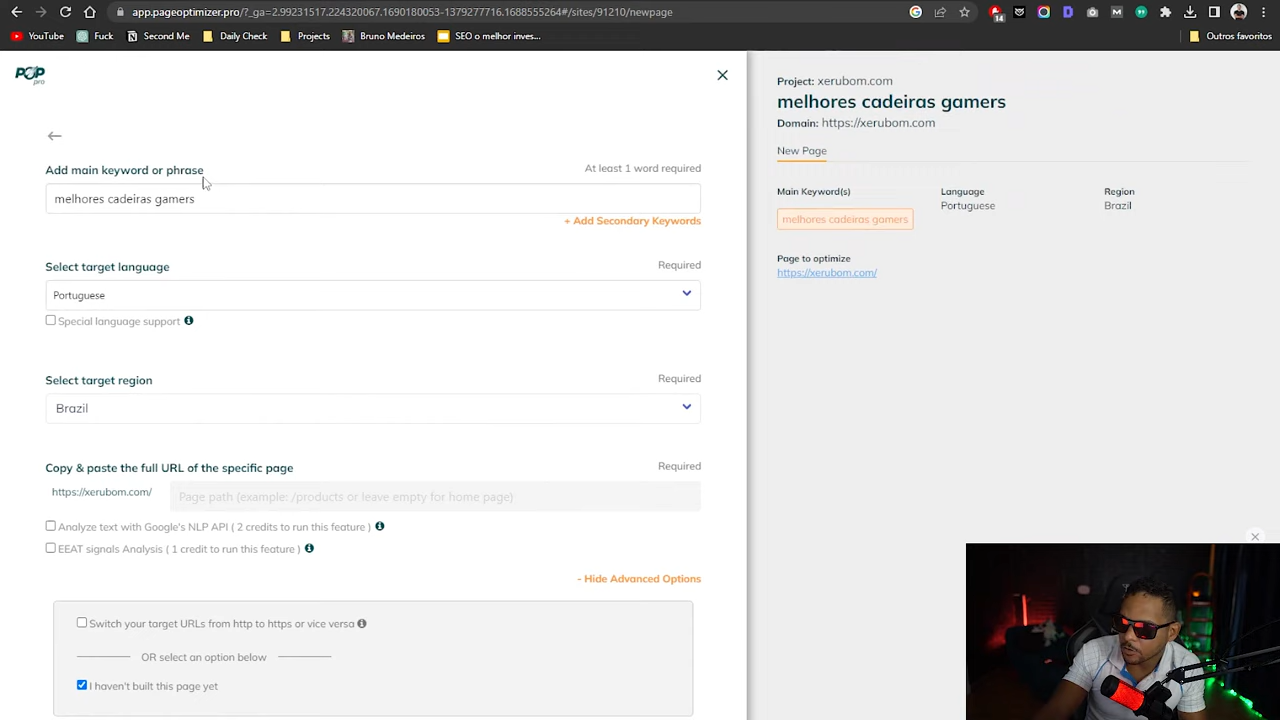 app.pageoptimizer.pro/?_ga=2.99231517.20324067.1690180053-1379277716.1688555264#/sites/91210/newpage
14
YouTube
Daily Check
Projects
Second Me
Bruno Medeiros
SEO o melhor inves...
Outros favoritos
POP
pro
Add main keyword or phrase
At least 1 word required
melhores cadeiras gamers
+ Add Secondary Keywords
Select target language
Required
Portuguese
Special language support
Select target region
Required
Brazil
Copy & paste the full URL of the specific page
Required
https://xerubom.com/
Page path (example: /products or leave empty for home page)
Analyze text with Google's NLP API ( 2 credits to run this feature )
EEAT signals Analysis ( 1 credit to run this feature )
- Hide Advanced Options
Switch your target URLs from http to https or vice versa
OR select an option below
I haven't built this page yet
Project: xerubom.com
melhores cadeiras gamers
Domain: https://xerubom.com
New Page
Main Keyword(s)
Language
Region
melhores cadeiras gamers
Portuguese
Brazil
Page to optimize
https://xerubom.com/